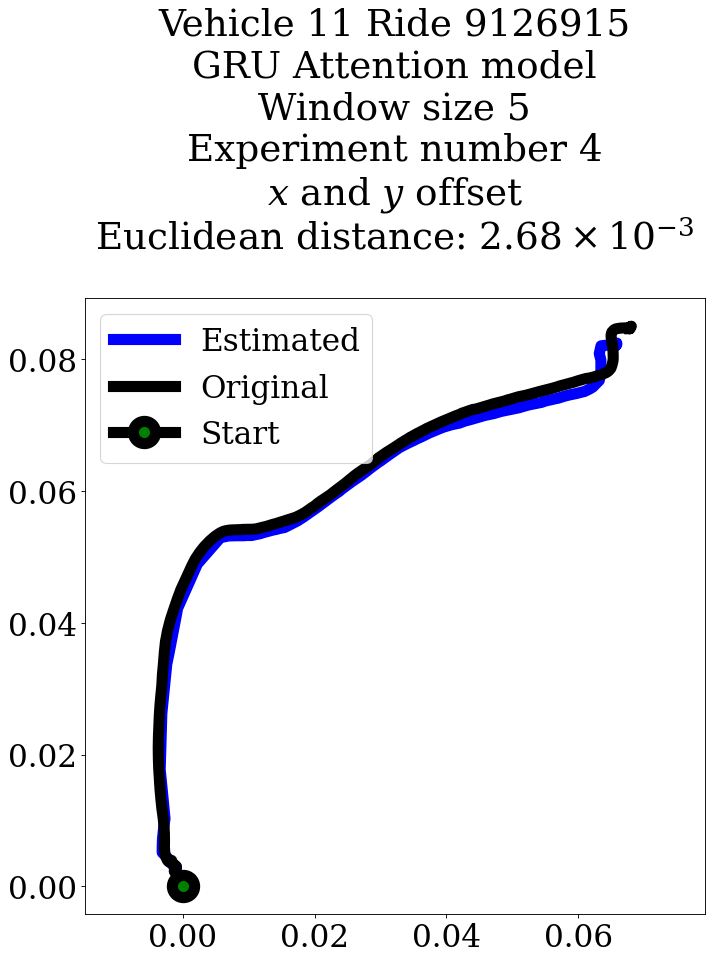 Vehicle 11 Ride 9126915
GRU Attention model
Window size 5
Experiment number 4
x and y offset
Euclidean distance: 2.68 × 10⁻³
Estimated
Original
Start
0.08
0.06
0.04
0.02
0.00
0.00 0.02 0.04 0.06